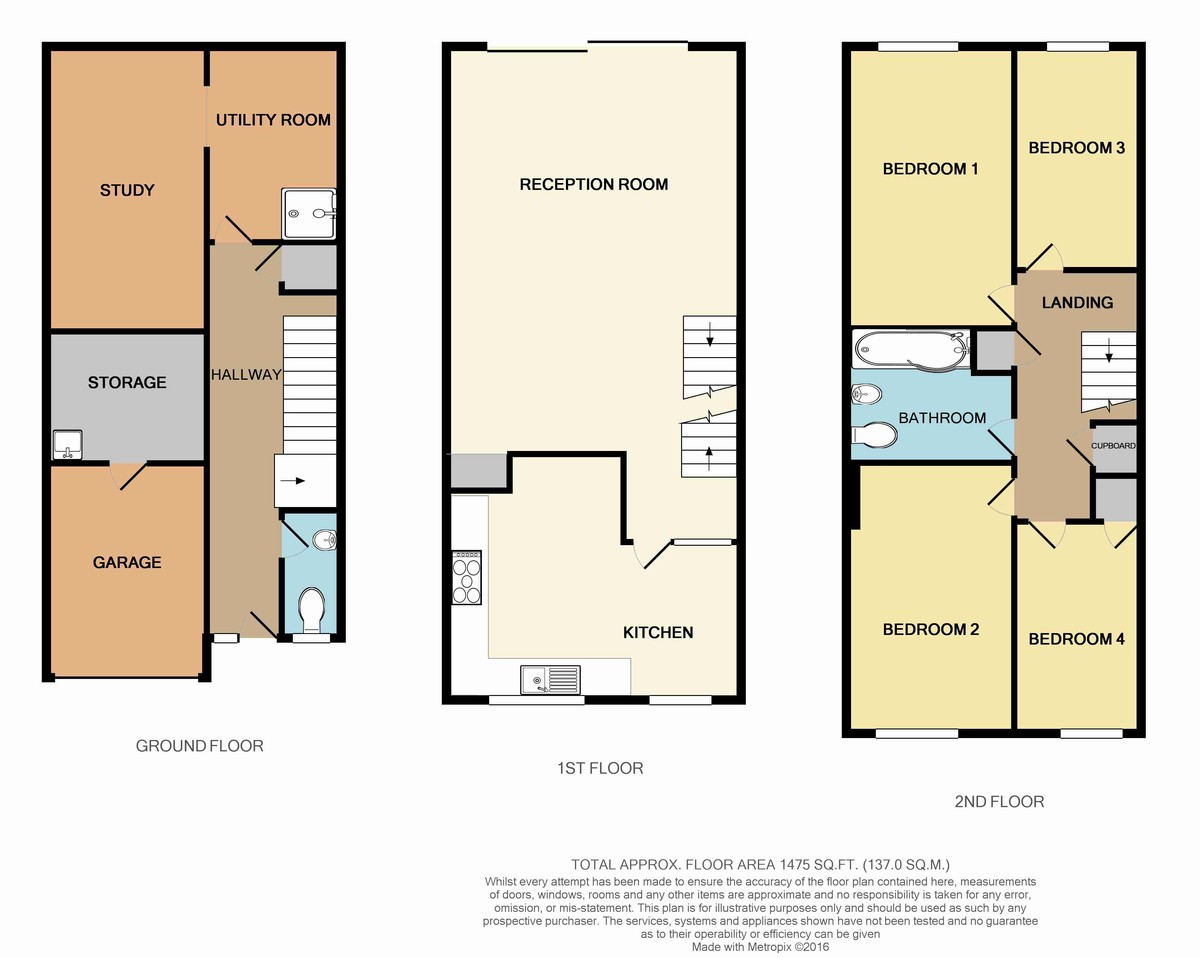 UTILITY ROOM
STUDY
STORAGE
HALLWAY
GARAGE
GROUND FLOOR
RECEPTION ROOM
KITCHEN
1ST FLOOR
BEDROOM 1
BEDROOM 3
LANDING
BATHROOM
CUPBOARD
BEDROOM 2
BEDROOM 4
2ND FLOOR
TOTAL APPROX. FLOOR AREA 1475 SQ.FT. (137.0 SQ.M.)
Whilst every attempt has been made to ensure the accuracy of the floor plan contained here, measurements
of doors, windows, rooms and any other items are approximate and no responsibility is taken for any error,
omission, or mis-statement. This plan is for illustrative purposes only and should be used as such by any
prospective purchaser. The services, systems and appliances shown have not been tested and no guarantee
as to their operability or efficiency can be given
Made with Metropix ©2016